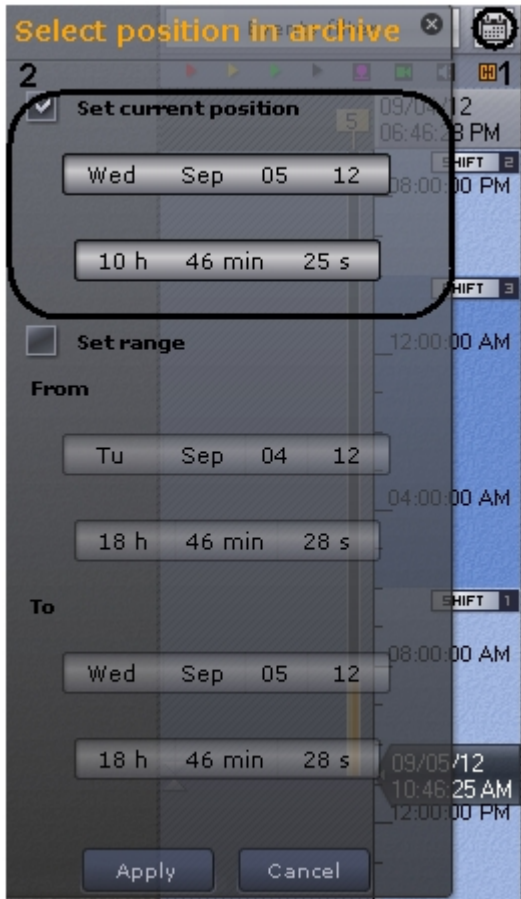 Select position in archive
2
1
Set current position
5
09/04/12
06:46:28 PM
SHIFT 2
Wed Sep 05 12
08:00:00 PM
10 h 46 min 25 s
SHIFT 3
Set range
12:00:00 AM
From
Tu Sep 04 12
04:00:00 AM
18 h 46 min 28 s
To
SHIFT 1
08:00:00 AM
Wed Sep 05 12
18 h 46 min 28 s
09/05/12
10:46:25 AM
12:00:00 PM
Apply Cancel